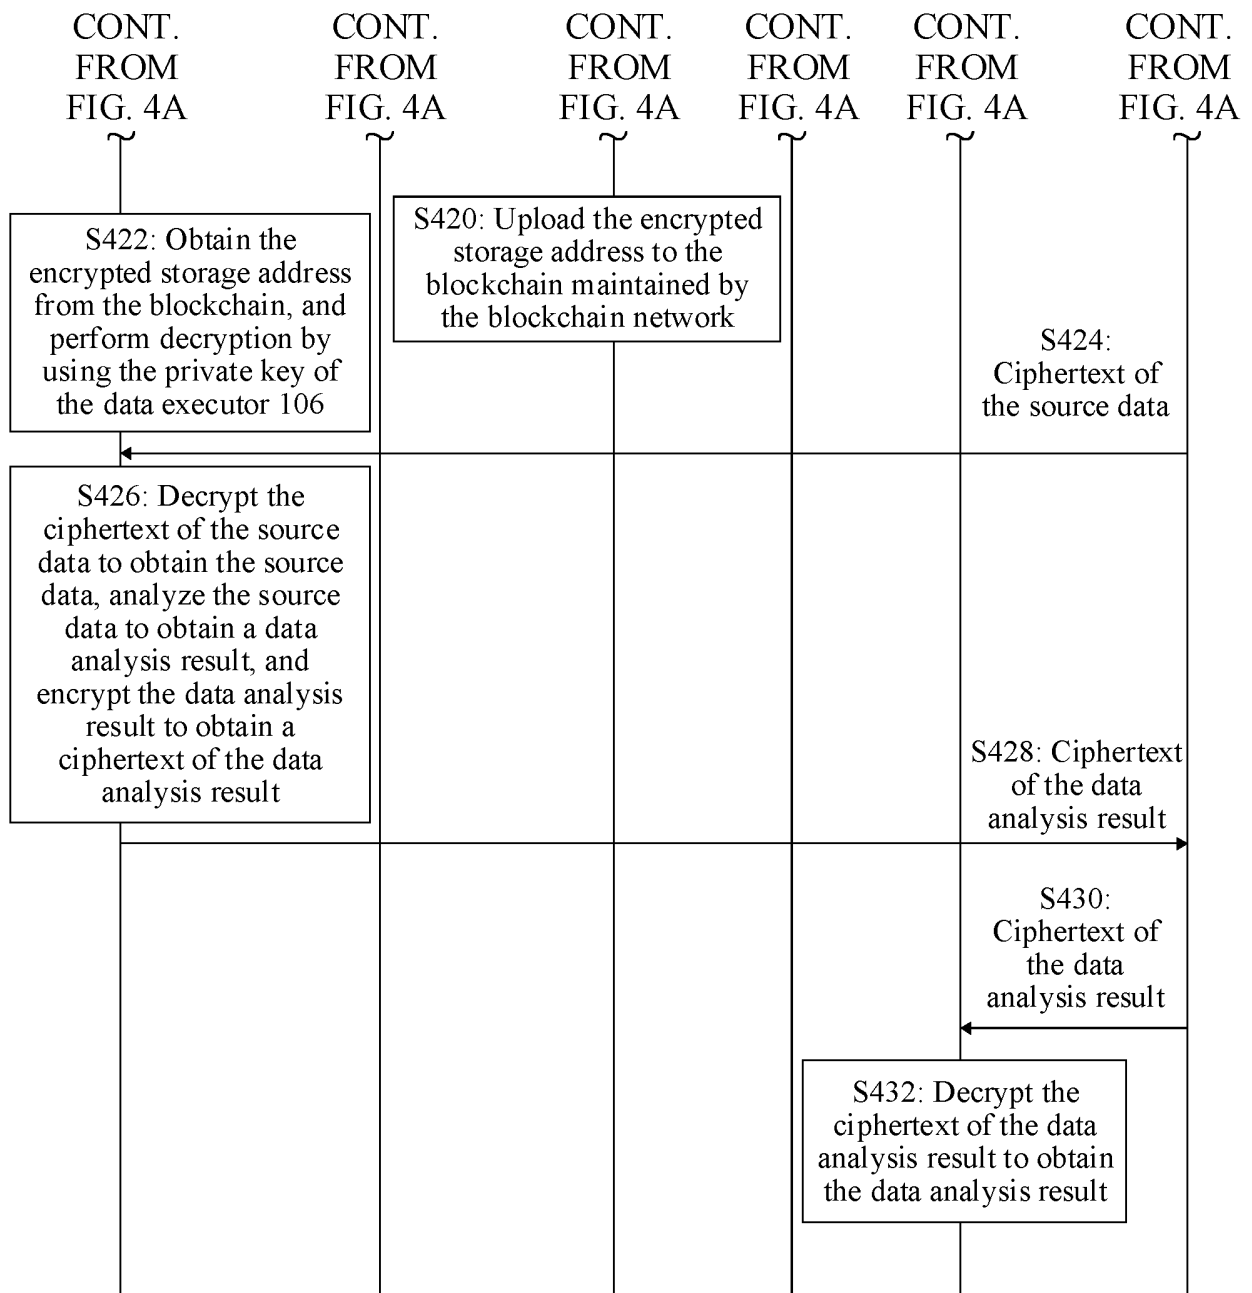 CONT.
FROM
FIG. 4A
CONT.
FROM
FIG. 4A
CONT.
FROM
FIG. 4A
CONT.
FROM
FIG. 4A
CONT.
FROM
FIG. 4A
CONT.
FROM
FIG. 4A
S420: Upload the encrypted
storage address to the
blockchain maintained by
the blockchain network
S422: Obtain the
encrypted storage address
from the blockchain, and
perform decryption by
using the private key of
the data executor 106
S424:
Ciphertext of
the source data
S426: Decrypt the
ciphertext of the source
data to obtain the source
data, analyze the source
data to obtain a data
analysis result, and
encrypt the data analysis
result to obtain a
ciphertext of the data
analysis result
S428: Ciphertext
of the data
analysis result
S430:
Ciphertext of
the data
analysis result
S432: Decrypt the
ciphertext of the data
analysis result to obtain
the data analysis result